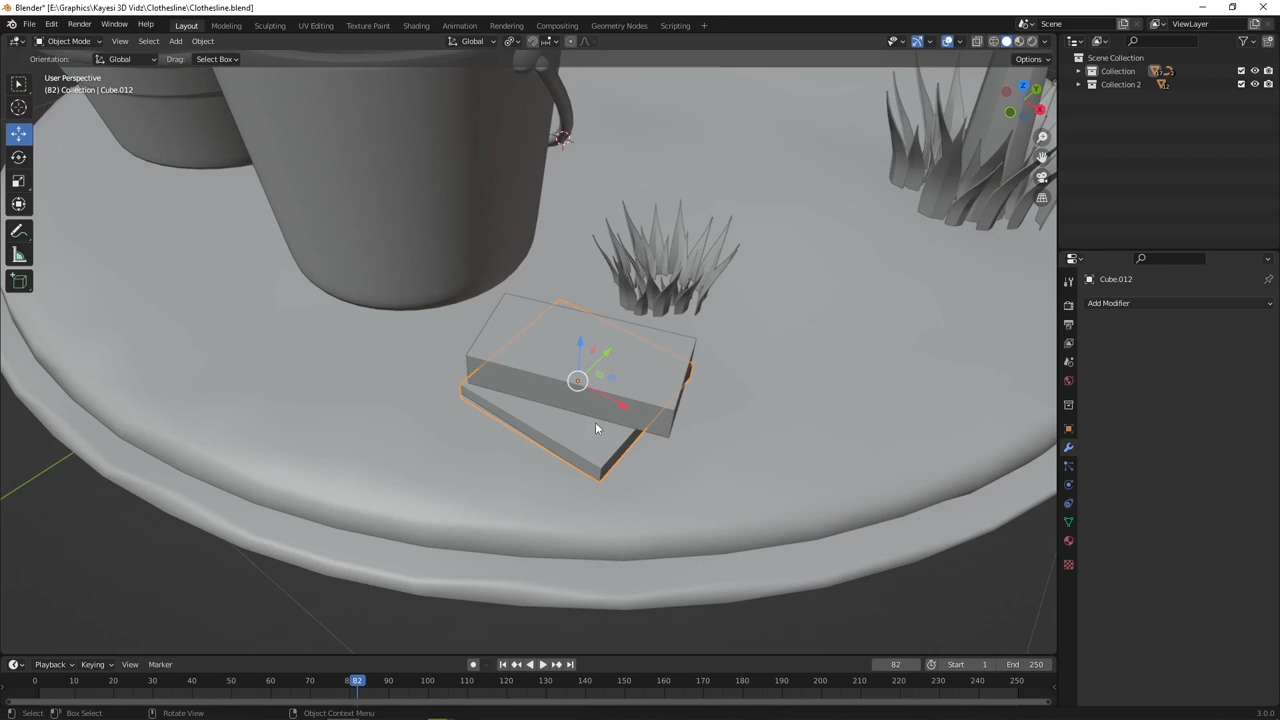 Blender* [E:\Graphics\Kayesi 3D Vidz\Clothesline\Clothesline.blend]
File Edit Render Window Help Layout Modeling Sculpting UV Editing Texture Paint Shading Animation Rendering Compositing Geometry Nodes Scripting + Scene ViewLayer
Object Mode View Select Add Object Global
Orientation: Global Drag: Select Box Options
User Perspective
(82) Collection | Cube.012
Scene Collection
Collection
Collection 2
Cube.012
Add Modifier
Playback Keying View Marker 82 Start 1 End 250
0 10 20 30 40 50 60 70 82 90 100 110 120 130 140 150 160 170 180 190 200 210 220 230 240 250
Select Box Select Rotate View Object Context Menu 3.0.0